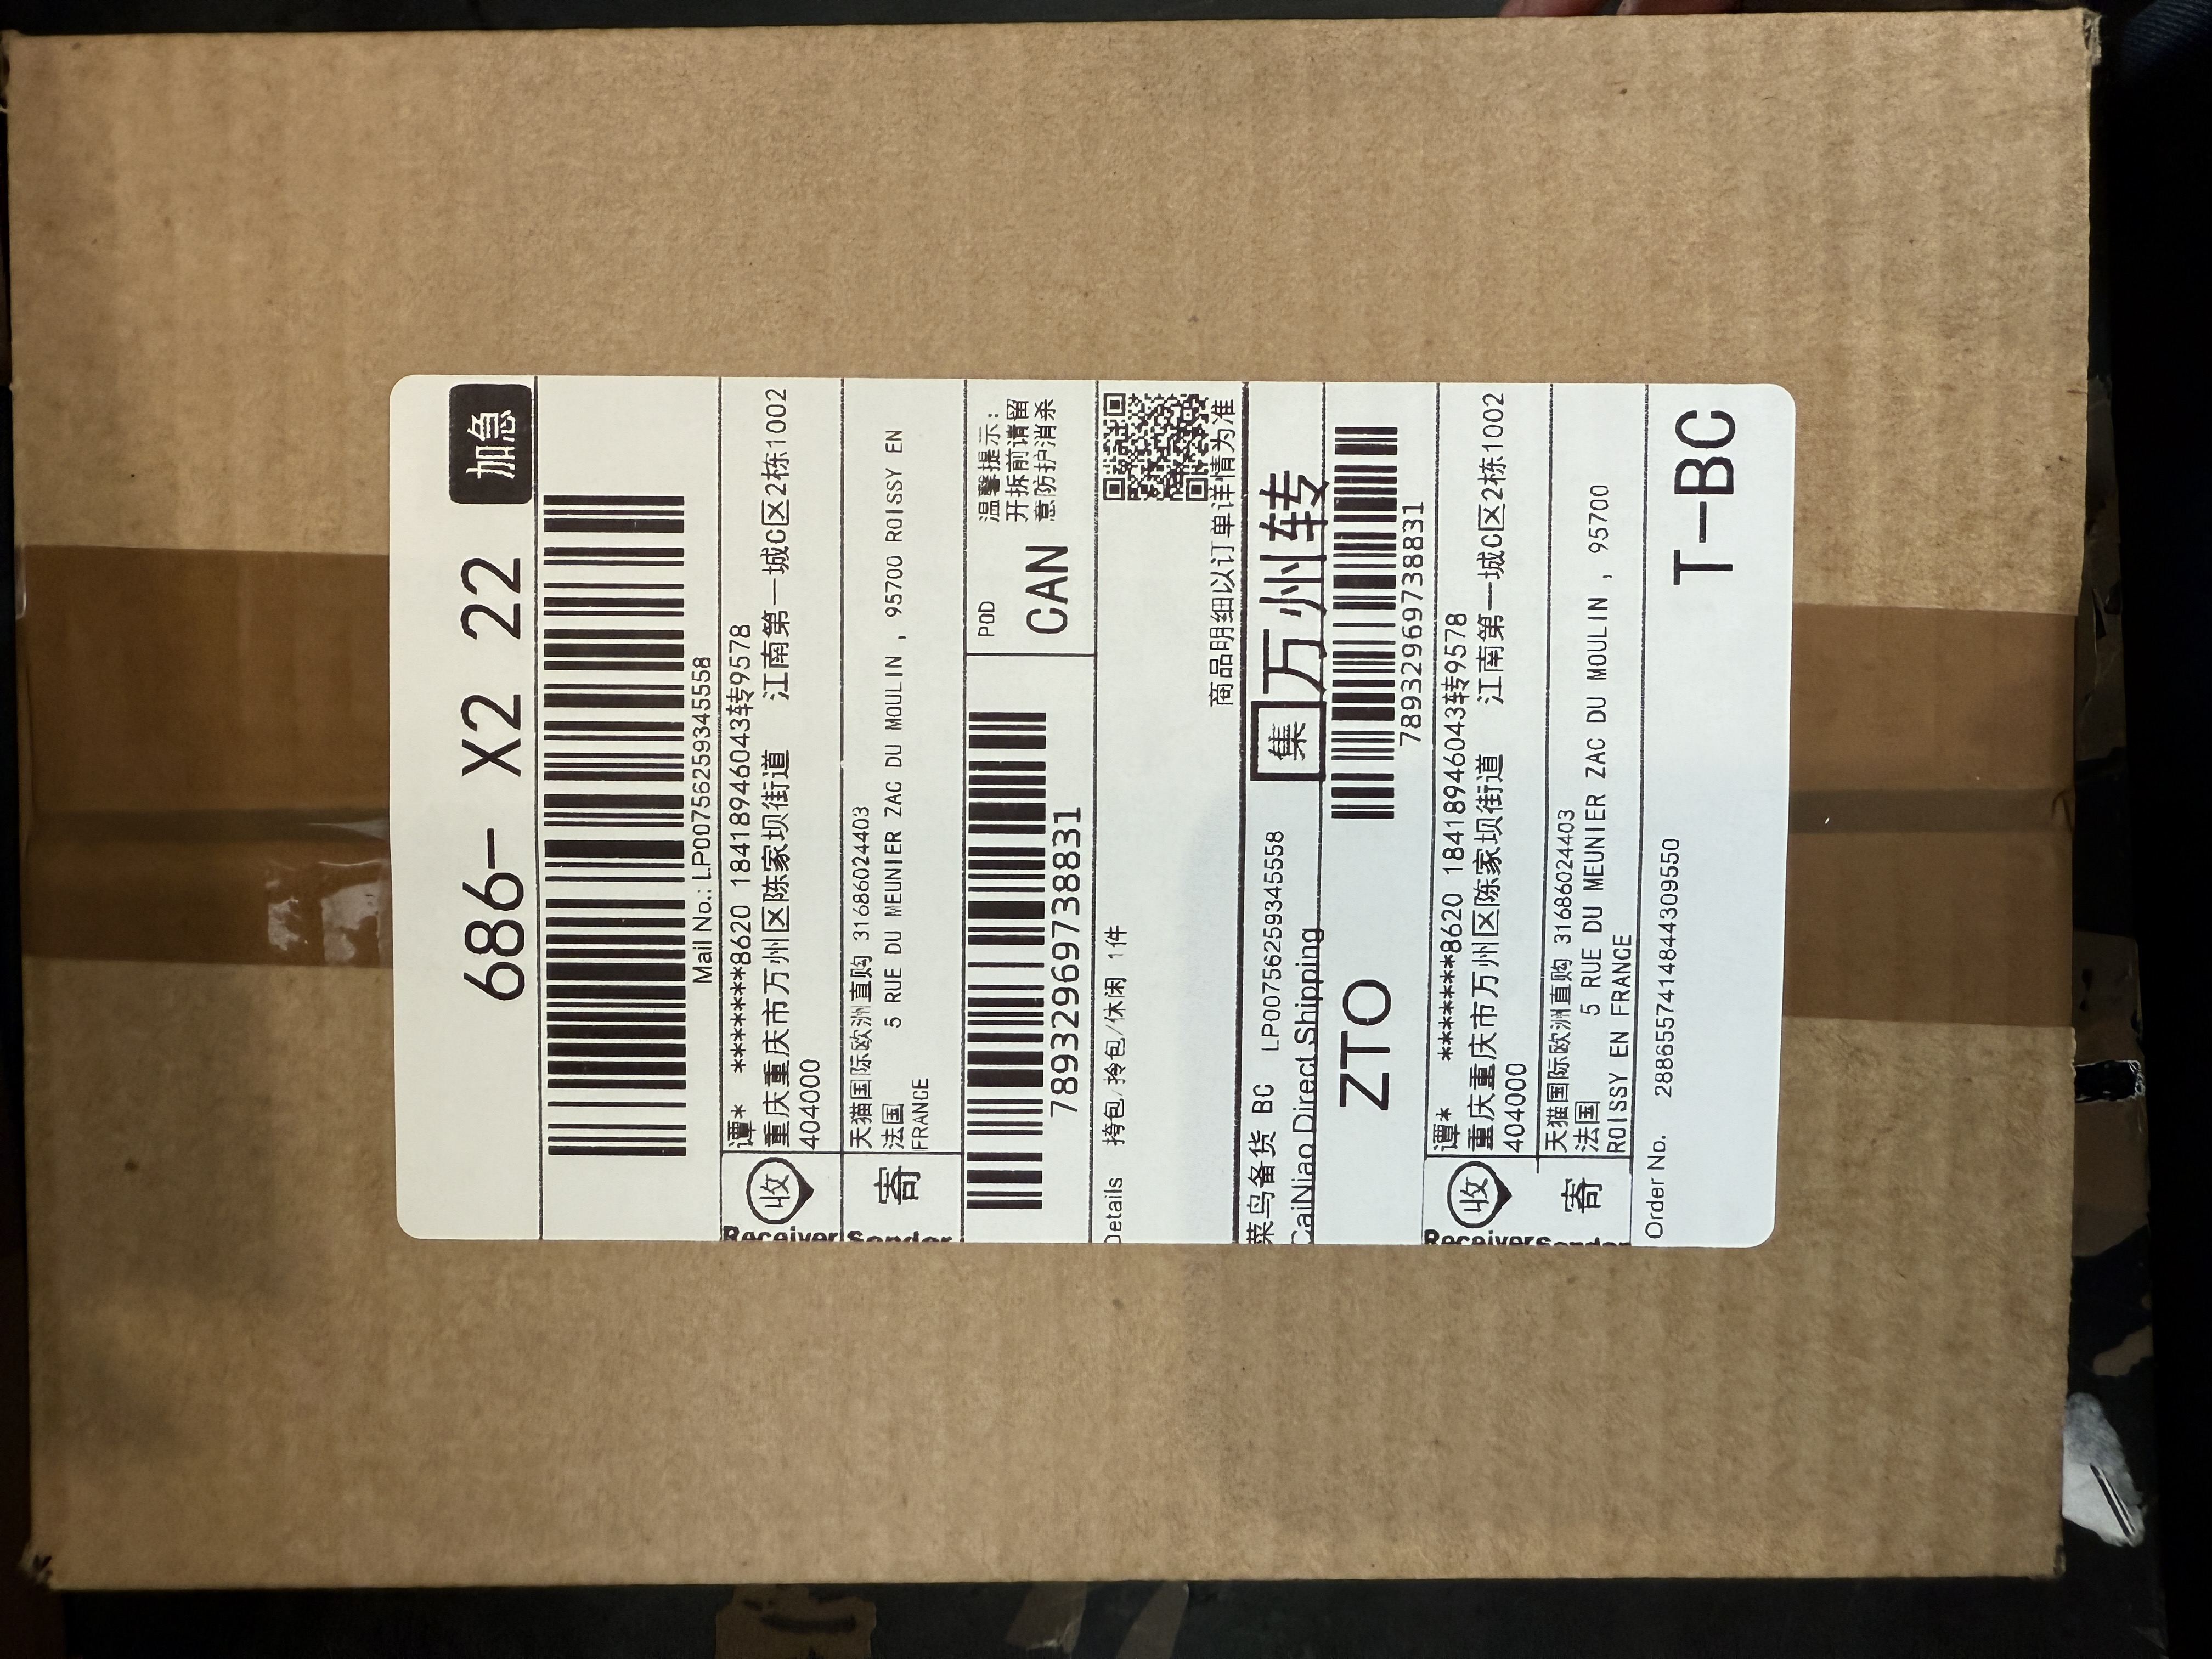 686- X2 22 加急
Mail No.: LP00756259345558
Receiver
收
谭* *******8620 18418946043转9578
重庆重庆市万州区陈家坝街道 江南第一城C区2栋1002
404000
Sender
寄
天猫国际欧洲直购 31686024403
法国 5 RUE DU MEUNIER ZAC DU MOULIN , 95700 ROISSY EN
FRANCE
78932969738831
POD
CAN
温馨提示:
开拆前请留
意防护消杀
Details 挎包/拎包/休闲 1件
商品明细以订单详情为准
菜鸟备货 BC LP00756259345558
CaiNiao Direct Shipping
集 万州转
ZTO
78932969738831
Receiver
收
谭* *******8620 18418946043转9578
重庆重庆市万州区陈家坝街道 江南第一城C区2栋1002
404000
Sender
寄
天猫国际欧洲直购 31686024403
法国 5 RUE DU MEUNIER ZAC DU MOULIN , 95700
ROISSY EN FRANCE
Order No. 2886557414844309550
T-BC